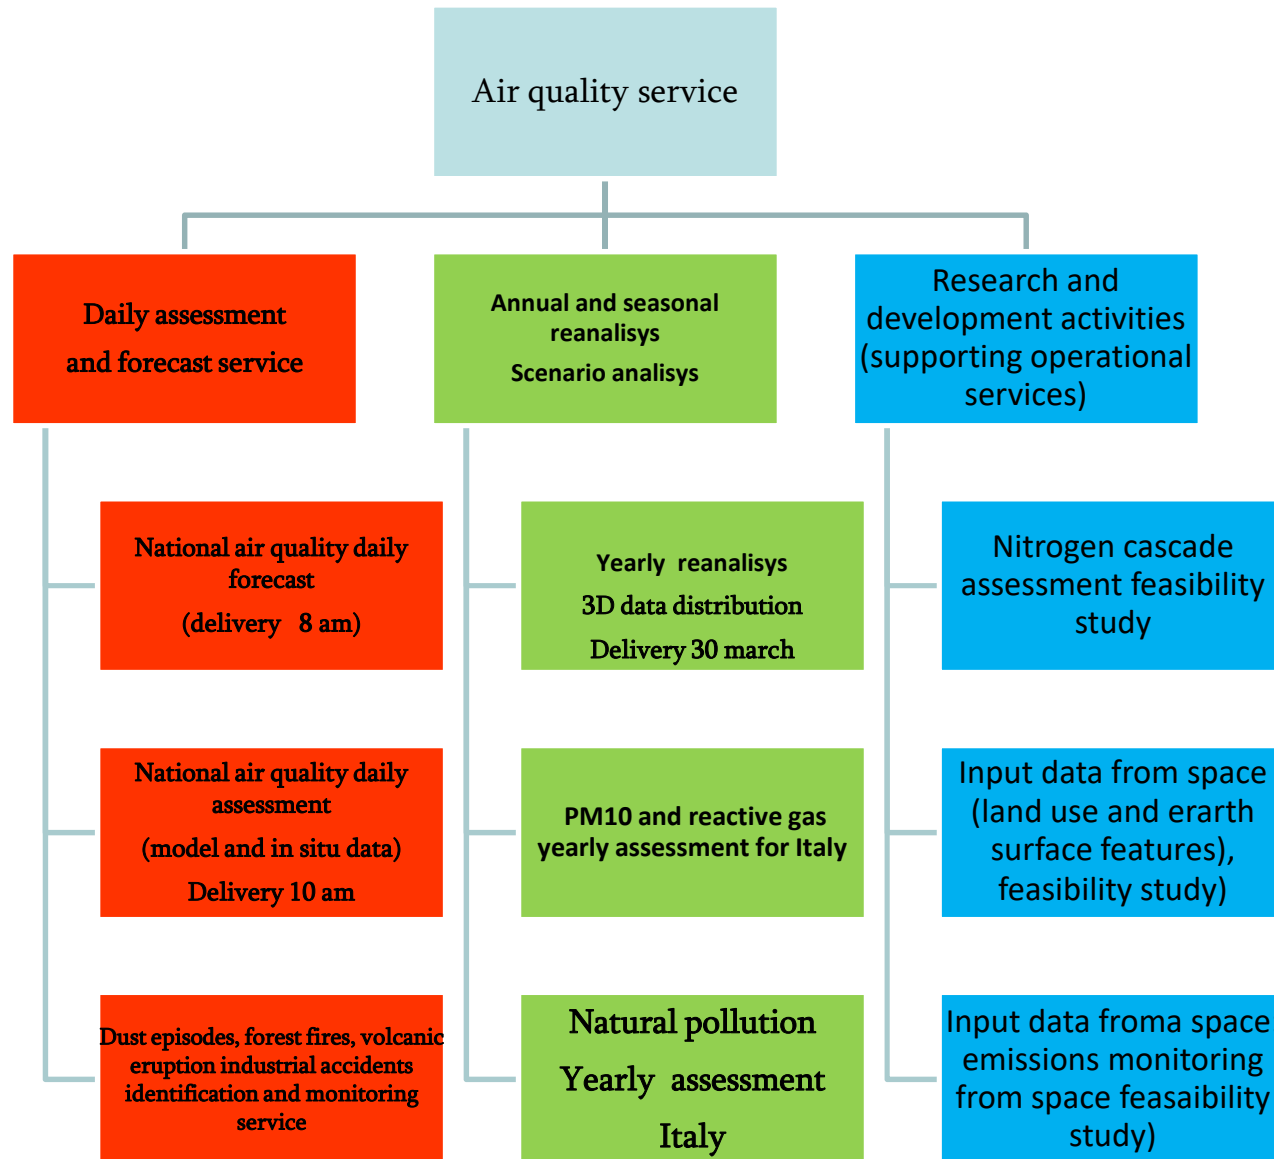 Air quality service
Daily assessment
and forecast service
Annual and seasonal
reanalisys
Scenario analisys
Research and
development activities
(supporting operational
services)
National air quality daily
forecast
(delivery 8 am)
Yearly reanalisys
3D data distribution
Delivery 30 march
Nitrogen cascade
assessment feasibility
study
National air quality daily
assessment
(model and in situ data)
Delivery 10 am
PM10 and reactive gas
yearly assessment for Italy
Input data from space
(land use and erarth
surface features),
feasibility study)
Dust episodes, forest fires, volcanic
eruption industrial accidents
identification and monitoring
service
Natural pollution
Yearly assessment
Italy
Input data froma space
emissions monitoring
from space feasaibility
study)